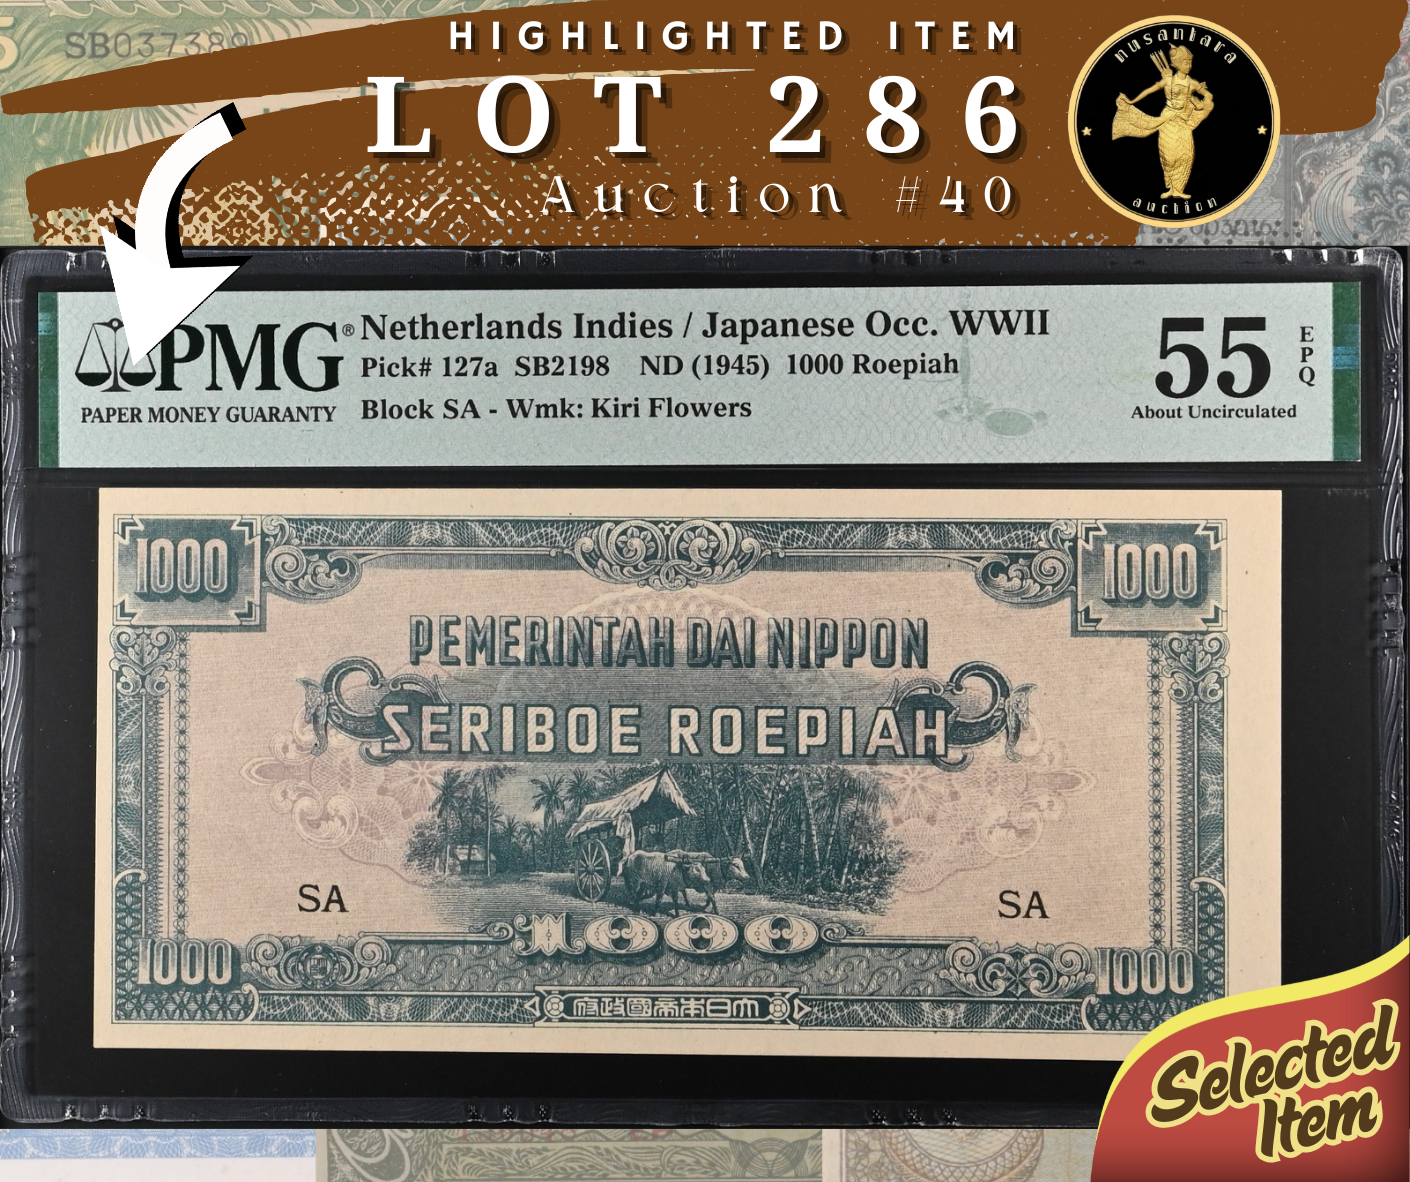 SB037389
HIGHLIGHTED ITEM
LOT 286
Auction #40
nusantara
auction
PMG®
PAPER MONEY GUARANTY
Netherlands Indies / Japanese Occ. WWII
Pick# 127a SB2198 ND (1945) 1000 Roepiah
Block SA - Wmk: Kiri Flowers
55
EPQ
About Uncirculated
1000
1000
PEMERINTAH DAI NIPPON
SERIBOE ROEPIAH
SA
SA
1000
1000
1000
府政國帝本日大
Selected
Item